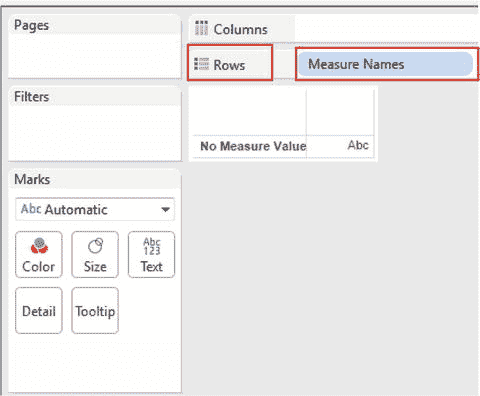 Pages
Columns
Rows
Measure Names
Filters
No Measure Value
Abc
Marks
Abc Automatic
Abc
123
Color
Size
Text
Detail
Tooltip